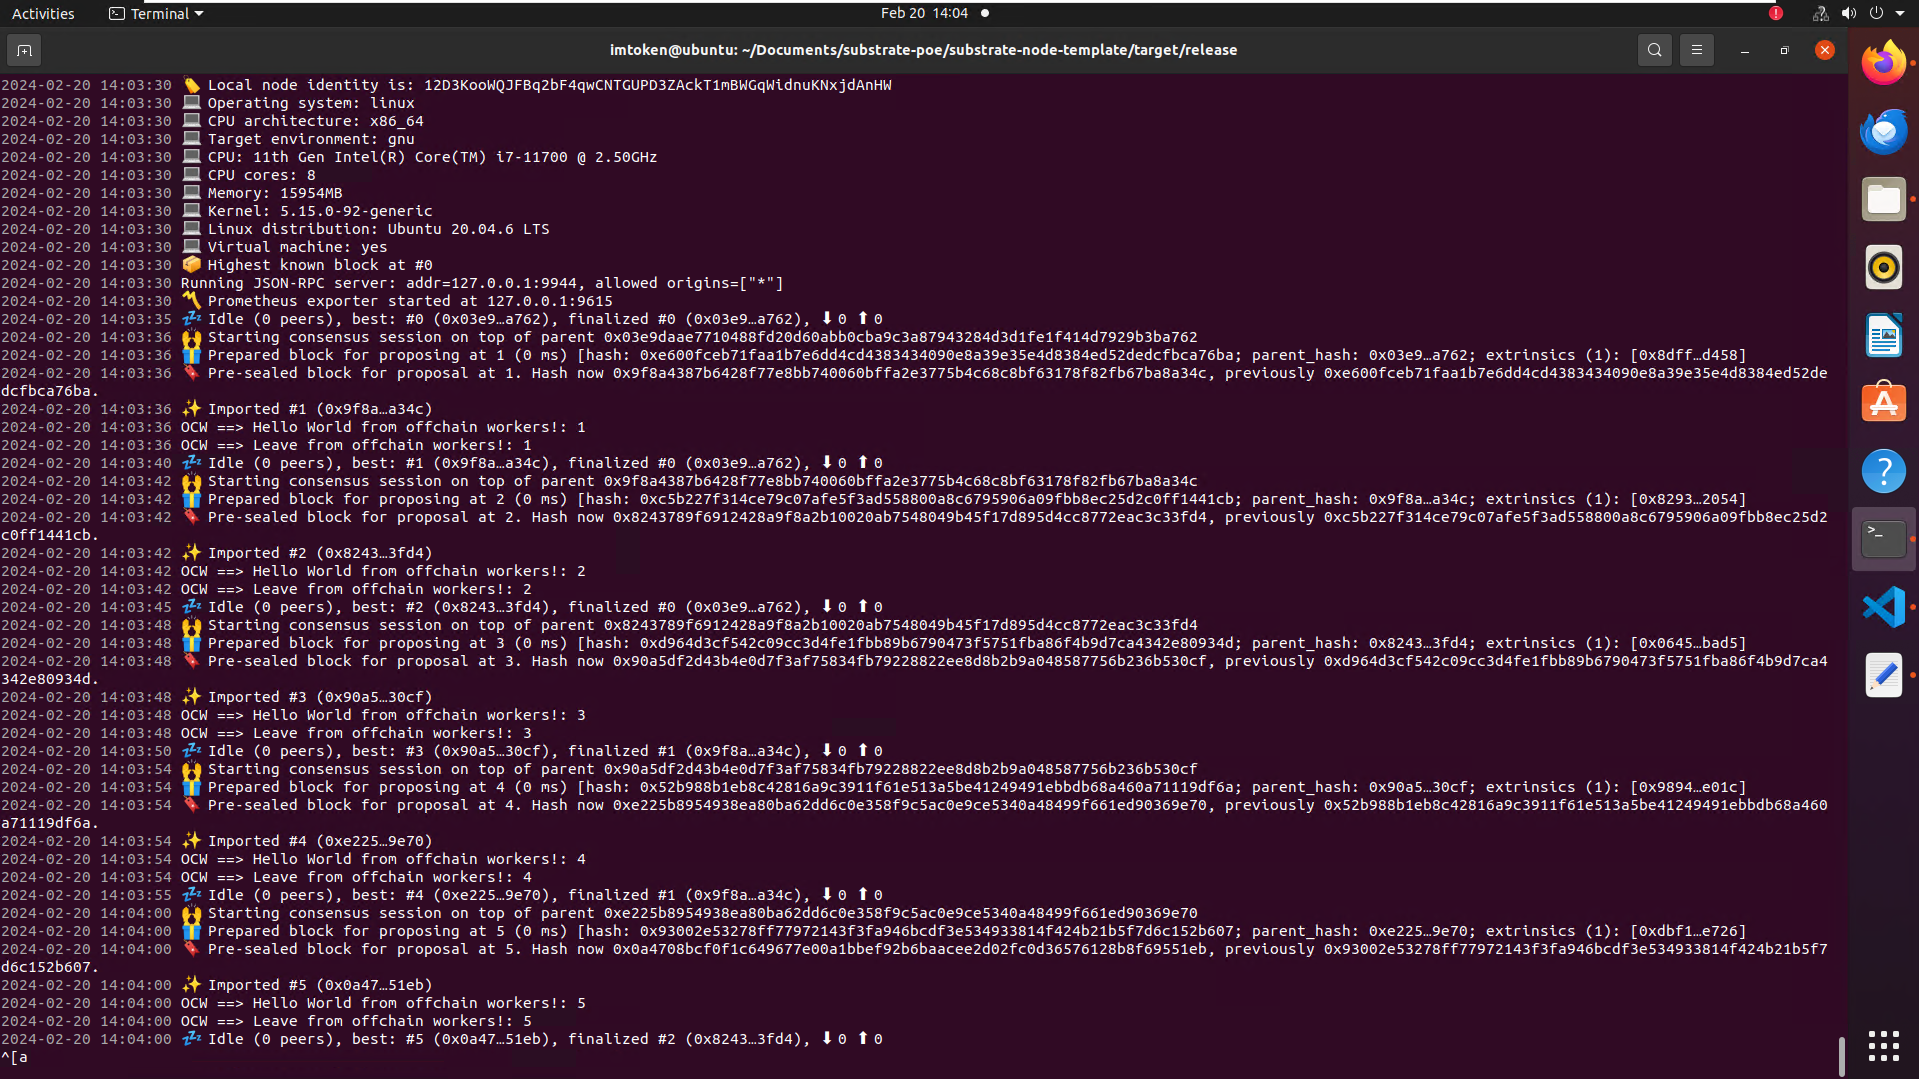 Activities Terminal Feb 20 14:04
imtoken@ubuntu: ~/Documents/substrate-poe/substrate-node-template/target/release
2024-02-20 14:03:30 🏷 Local node identity is: 12D3KooWQJFBq2bF4qwCNTGUPD3ZAckT1mBWGqWidnuKNxjdAnHW
2024-02-20 14:03:30 💻 Operating system: linux
2024-02-20 14:03:30 💻 CPU architecture: x86_64
2024-02-20 14:03:30 💻 Target environment: gnu
2024-02-20 14:03:30 💻 CPU: 11th Gen Intel(R) Core(TM) i7-11700 @ 2.50GHz
2024-02-20 14:03:30 💻 CPU cores: 8
2024-02-20 14:03:30 💻 Memory: 15954MB
2024-02-20 14:03:30 💻 Kernel: 5.15.0-92-generic
2024-02-20 14:03:30 💻 Linux distribution: Ubuntu 20.04.6 LTS
2024-02-20 14:03:30 💻 Virtual machine: yes
2024-02-20 14:03:30 📦 Highest known block at #0
2024-02-20 14:03:30 Running JSON-RPC server: addr=127.0.0.1:9944, allowed origins=["*"]
2024-02-20 14:03:30 〽️ Prometheus exporter started at 127.0.0.1:9615
2024-02-20 14:03:35 💤 Idle (0 peers), best: #0 (0x03e9…a762), finalized #0 (0x03e9…a762), ⬇ 0 ⬆ 0
2024-02-20 14:03:36 🙌 Starting consensus session on top of parent 0x03e9daae7710488fd20d60abb0cba9c3a87943284d3d1fe1f414d7929b3ba762
2024-02-20 14:03:36 🎁 Prepared block for proposing at 1 (0 ms) [hash: 0xe600fceb71faa1b7e6dd4cd4383434090e8a39e35e4d8384ed52dedcfbca76ba; parent_hash: 0x03e9…a762; extrinsics (1): [0x8dff…d458]
2024-02-20 14:03:36 🔖 Pre-sealed block for proposal at 1. Hash now 0x9f8a4387b6428f77e8bb740060bffa2e3775b4c68c8bf63178f82fb67ba8a34c, previously 0xe600fceb71faa1b7e6dd4cd4383434090e8a39e35e4d8384ed52de
dcfbca76ba.
2024-02-20 14:03:36 ✨ Imported #1 (0x9f8a…a34c)
2024-02-20 14:03:36 OCW ==> Hello World from offchain workers!: 1
2024-02-20 14:03:36 OCW ==> Leave from offchain workers!: 1
2024-02-20 14:03:40 💤 Idle (0 peers), best: #1 (0x9f8a…a34c), finalized #0 (0x03e9…a762), ⬇ 0 ⬆ 0
2024-02-20 14:03:42 🙌 Starting consensus session on top of parent 0x9f8a4387b6428f77e8bb740060bffa2e3775b4c68c8bf63178f82fb67ba8a34c
2024-02-20 14:03:42 🎁 Prepared block for proposing at 2 (0 ms) [hash: 0xc5b227f314ce79c07afe5f3ad558800a8c6795906a09fbb8ec25d2c0ff1441cb; parent_hash: 0x9f8a…a34c; extrinsics (1): [0x8293…2054]
2024-02-20 14:03:42 🔖 Pre-sealed block for proposal at 2. Hash now 0x8243789f6912428a9f8a2b10020ab7548049b45f17d895d4cc8772eac3c33fd4, previously 0xc5b227f314ce79c07afe5f3ad558800a8c6795906a09fbb8ec25d2
c0ff1441cb.
2024-02-20 14:03:42 ✨ Imported #2 (0x8243…3fd4)
2024-02-20 14:03:42 OCW ==> Hello World from offchain workers!: 2
2024-02-20 14:03:42 OCW ==> Leave from offchain workers!: 2
2024-02-20 14:03:45 💤 Idle (0 peers), best: #2 (0x8243…3fd4), finalized #0 (0x03e9…a762), ⬇ 0 ⬆ 0
2024-02-20 14:03:48 🙌 Starting consensus session on top of parent 0x8243789f6912428a9f8a2b10020ab7548049b45f17d895d4cc8772eac3c33fd4
2024-02-20 14:03:48 🎁 Prepared block for proposing at 3 (0 ms) [hash: 0xd964d3cf542c09cc3d4fe1fbb89b6790473f5751fba86f4b9d7ca4342e80934d; parent_hash: 0x8243…3fd4; extrinsics (1): [0x0645…bad5]
2024-02-20 14:03:48 🔖 Pre-sealed block for proposal at 3. Hash now 0x90a5df2d43b4e0d7f3af75834fb79228822ee8d8b2b9a048587756b236b530cf, previously 0xd964d3cf542c09cc3d4fe1fbb89b6790473f5751fba86f4b9d7ca4
342e80934d.
2024-02-20 14:03:48 ✨ Imported #3 (0x90a5…30cf)
2024-02-20 14:03:48 OCW ==> Hello World from offchain workers!: 3
2024-02-20 14:03:48 OCW ==> Leave from offchain workers!: 3
2024-02-20 14:03:50 💤 Idle (0 peers), best: #3 (0x90a5…30cf), finalized #1 (0x9f8a…a34c), ⬇ 0 ⬆ 0
2024-02-20 14:03:54 🙌 Starting consensus session on top of parent 0x90a5df2d43b4e0d7f3af75834fb79228822ee8d8b2b9a048587756b236b530cf
2024-02-20 14:03:54 🎁 Prepared block for proposing at 4 (0 ms) [hash: 0x52b988b1eb8c42816a9c3911f61e513a5be41249491ebbdb68a460a71119df6a; parent_hash: 0x90a5…30cf; extrinsics (1): [0x9894…e01c]
2024-02-20 14:03:54 🔖 Pre-sealed block for proposal at 4. Hash now 0xe225b8954938ea80ba62dd6c0e358f9c5ac0e9ce5340a48499f661ed90369e70, previously 0x52b988b1eb8c42816a9c3911f61e513a5be41249491ebbdb68a460
a71119df6a.
2024-02-20 14:03:54 ✨ Imported #4 (0xe225…9e70)
2024-02-20 14:03:54 OCW ==> Hello World from offchain workers!: 4
2024-02-20 14:03:54 OCW ==> Leave from offchain workers!: 4
2024-02-20 14:03:55 💤 Idle (0 peers), best: #4 (0xe225…9e70), finalized #1 (0x9f8a…a34c), ⬇ 0 ⬆ 0
2024-02-20 14:04:00 🙌 Starting consensus session on top of parent 0xe225b8954938ea80ba62dd6c0e358f9c5ac0e9ce5340a48499f661ed90369e70
2024-02-20 14:04:00 🎁 Prepared block for proposing at 5 (0 ms) [hash: 0x93002e53278ff77972143f3fa946bcdf3e534933814f424b21b5f7d6c152b607; parent_hash: 0xe225…9e70; extrinsics (1): [0xdbf1…e726]
2024-02-20 14:04:00 🔖 Pre-sealed block for proposal at 5. Hash now 0x0a4708bcf0f1c649677e00a1bbef92b6baacee2d02fc0d36576128b8f69551eb, previously 0x93002e53278ff77972143f3fa946bcdf3e534933814f424b21b5f7
d6c152b607.
2024-02-20 14:04:00 ✨ Imported #5 (0x0a47…51eb)
2024-02-20 14:04:00 OCW ==> Hello World from offchain workers!: 5
2024-02-20 14:04:00 OCW ==> Leave from offchain workers!: 5
2024-02-20 14:04:00 💤 Idle (0 peers), best: #5 (0x0a47…51eb), finalized #2 (0x8243…3fd4), ⬇ 0 ⬆ 0
^[a